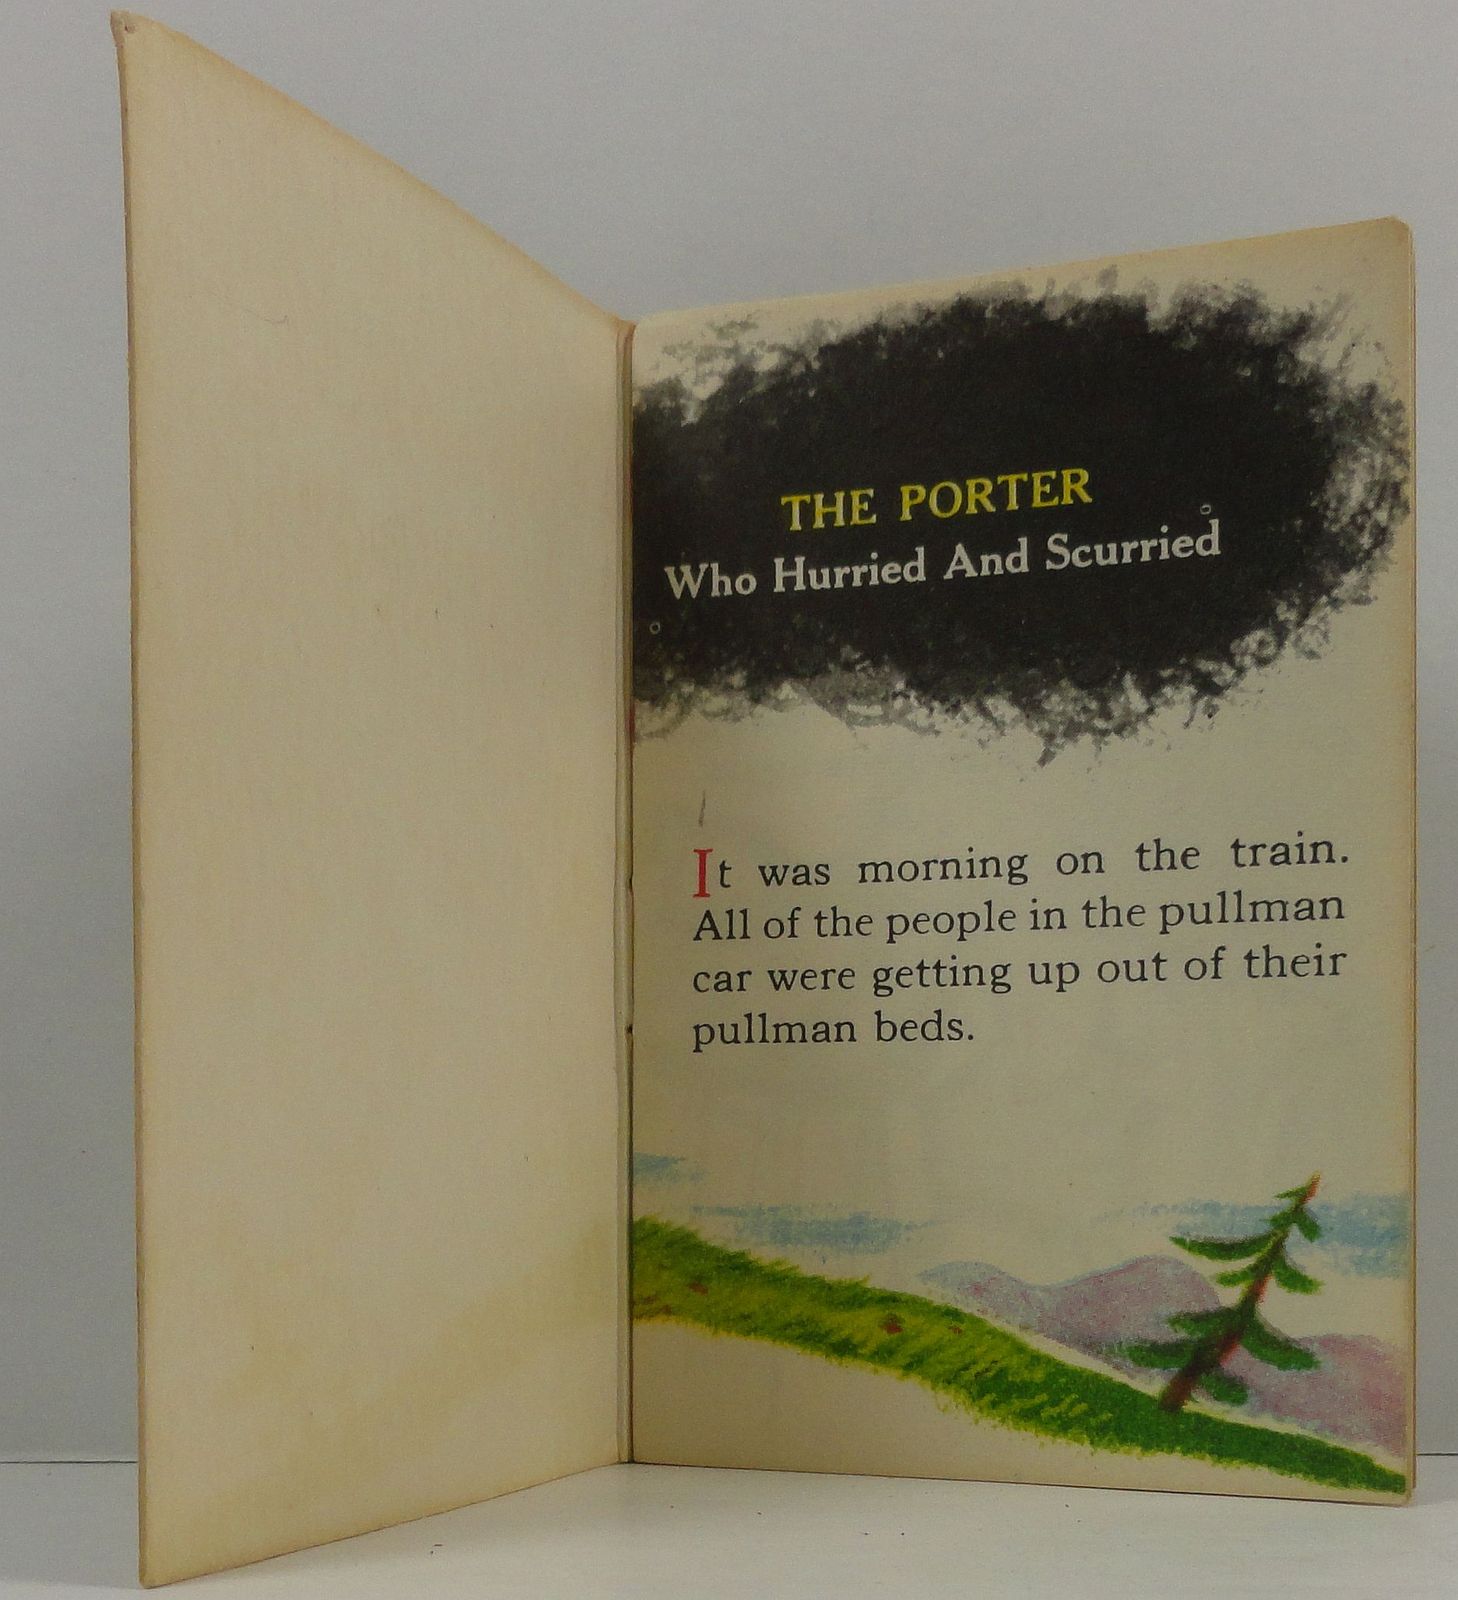 THE PORTER
Who Hurried And Scurried
It was morning on the train.
All of the people in the pullman
car were getting up out of their
pullman beds.